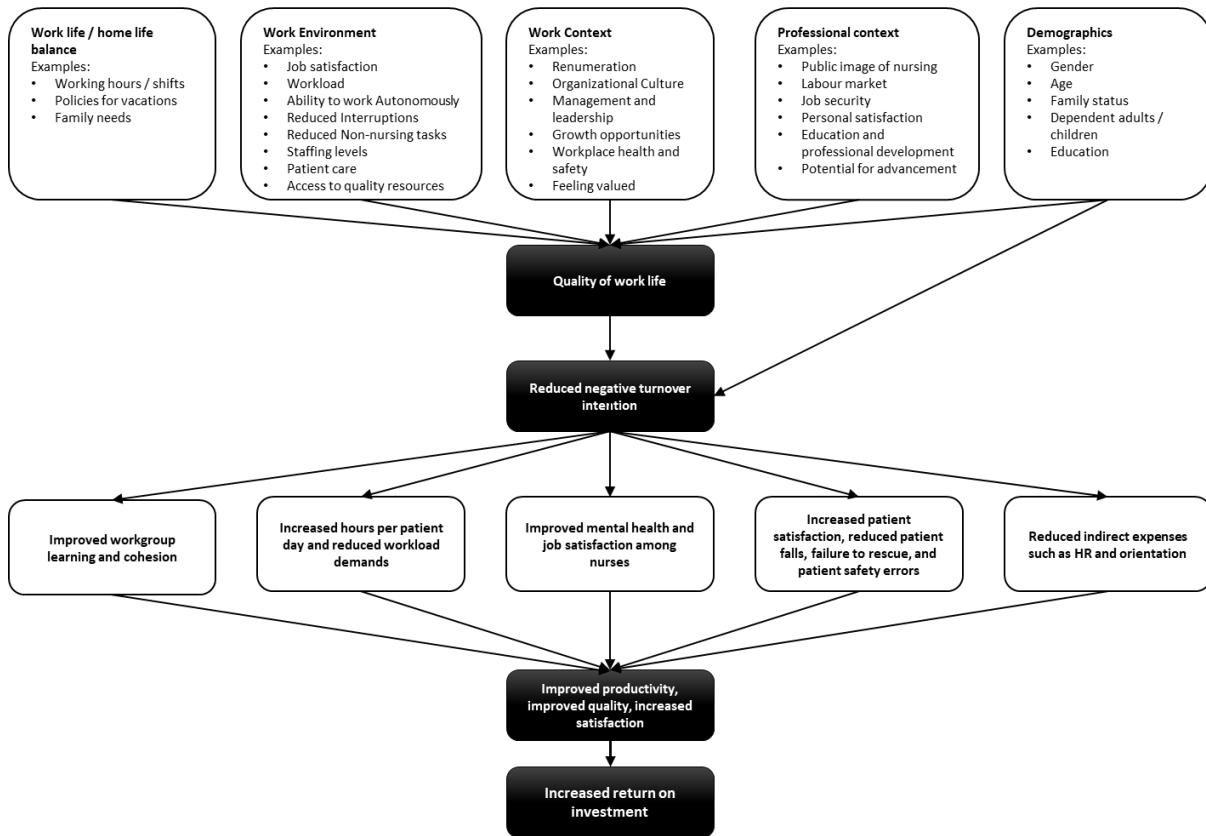 Work life / home life
balance
Examples:
• Working hours / shifts
• Policies for vacations
• Family needs
Work Environment
Examples:
• Job satisfaction
• Workload
• Ability to work Autonomously
• Reduced Interruptions
• Reduced Non-nursing tasks
• Staffing levels
• Patient care
• Access to quality resources
Work Context
Examples:
• Renumeration
• Organizational Culture
• Management and
leadership
• Growth opportunities
• Workplace health and
safety
• Feeling valued
Professional context
Examples:
• Public image of nursing
• Labour market
• Job security
• Personal satisfaction
• Education and
professional development
• Potential for advancement
Demographics
Examples:
• Gender
• Age
• Family status
• Dependent adults /
children
• Education
Quality of work life
Reduced negative turnover
intention
Improved workgroup
learning and cohesion
Increased hours per patient
day and reduced workload
demands
Improved mental health and
job satisfaction among
nurses
Increased patient
satisfaction, reduced patient
falls, failure to rescue, and
patient safety errors
Reduced indirect expenses
such as HR and orientation
Improved productivity,
improved quality, increased
satisfaction
Increased return on
investment